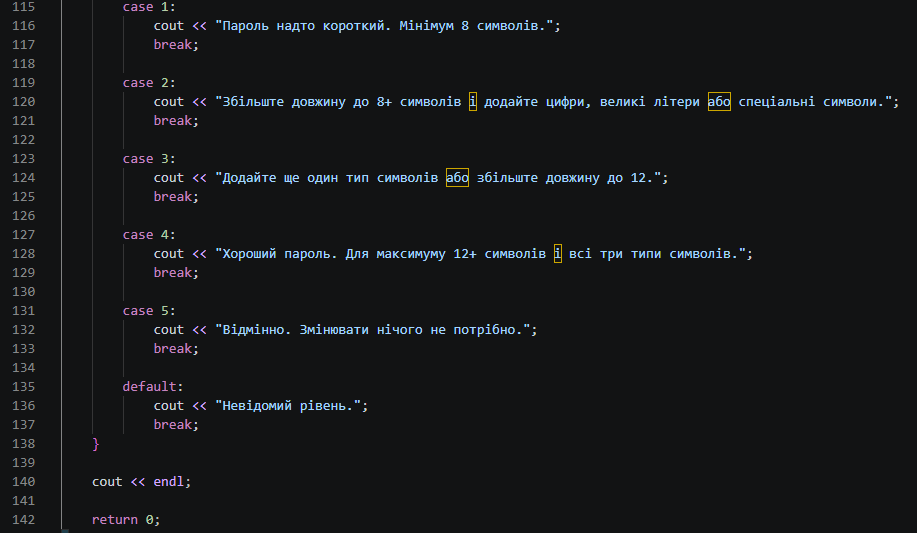 115 case 1:
116 cout << "Пароль надто короткий. Мінімум 8 символів.";
117 break;
118
119 case 2:
120 cout << "Збільште довжину до 8+ символів і додайте цифри, великі літери або спеціальні символи.";
121 break;
122
123 case 3:
124 cout << "Додайте ще один тип символів або збільште довжину до 12.";
125 break;
126
127 case 4:
128 cout << "Хороший пароль. Для максимуму 12+ символів і всі три типи символів.";
129 break;
130
131 case 5:
132 cout << "Відмінно. Змінювати нічого не потрібно.";
133 break;
134
135 default:
136 cout << "Невідомий рівень.";
137 break;
138 }
139
140 cout << endl;
141
142 return 0;